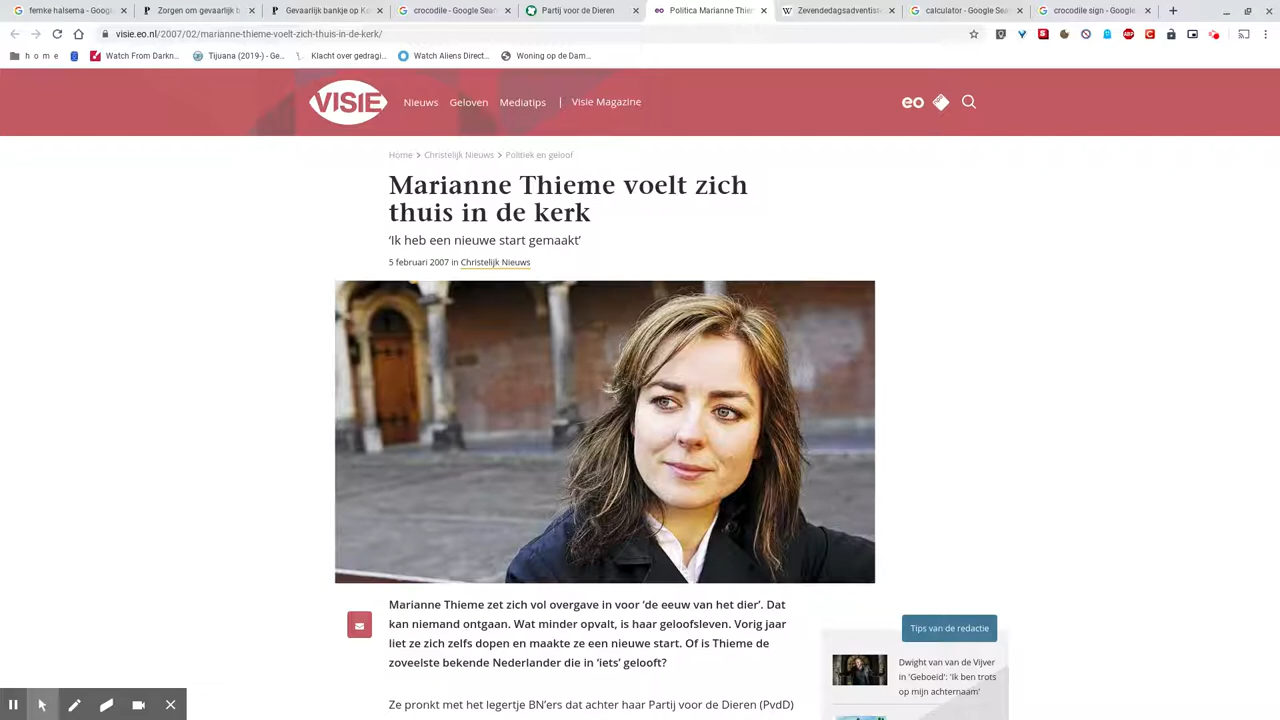 femke halsema - Goog
Zorgen om gevaarlijk b
Gevaarlijk bankje op Ko
crocodile - Google Sear
Partij voor de Dieren
Politica Marianne Thiem
Zevendedagsadventist
calculator - Google Sea
crocodile sign - Google
visie.eo.nl/2007/02/marianne-thieme-voelt-zich-thuis-in-de-kerk/
h o m e
Watch From Darkn...
Tijuana (2019-) - Ge...
Klacht over gedragi...
Watch Aliens Direct...
Woning op de Dam...
VISIE
Nieuws
Geloven
Mediatips
|
Visie Magazine
eo
Home > Christelijk Nieuws > Politiek en geloof
Marianne Thieme voelt zich
thuis in de kerk
‘Ik heb een nieuwe start gemaakt’
5 februari 2007 in Christelijk Nieuws
Marianne Thieme zet zich vol overgave in voor ‘de eeuw van het dier’. Dat
kan niemand ontgaan. Wat minder opvalt, is haar geloofsleven. Vorig jaar
liet ze zich zelfs dopen en maakte ze een nieuwe start. Of is Thieme de
zoveelste bekende Nederlander die in ‘iets’ gelooft?
Ze pronkt met het legertje BN’ers dat achter haar Partij voor de Dieren (PvdD)
Tips van de redactie
Dwight van van de Vijver
in 'Geboeid': 'Ik ben trots
op mijn achternaam'